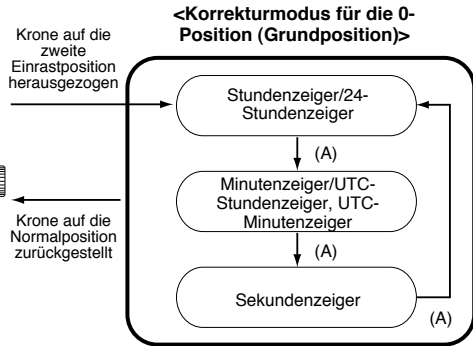 <Korrekturmodus für die 0-
Position (Grundposition)>
Krone auf die
zweite
Einrastposition
herausgezogen
Stundenzeiger/24-
Stundenzeiger
(A)
Minutenzeiger/UTC-
Stundenzeiger, UTC-
Minutenzeiger
Krone auf die
Normalposition
zurückgestellt
(A)
Sekundenzeiger
(A)